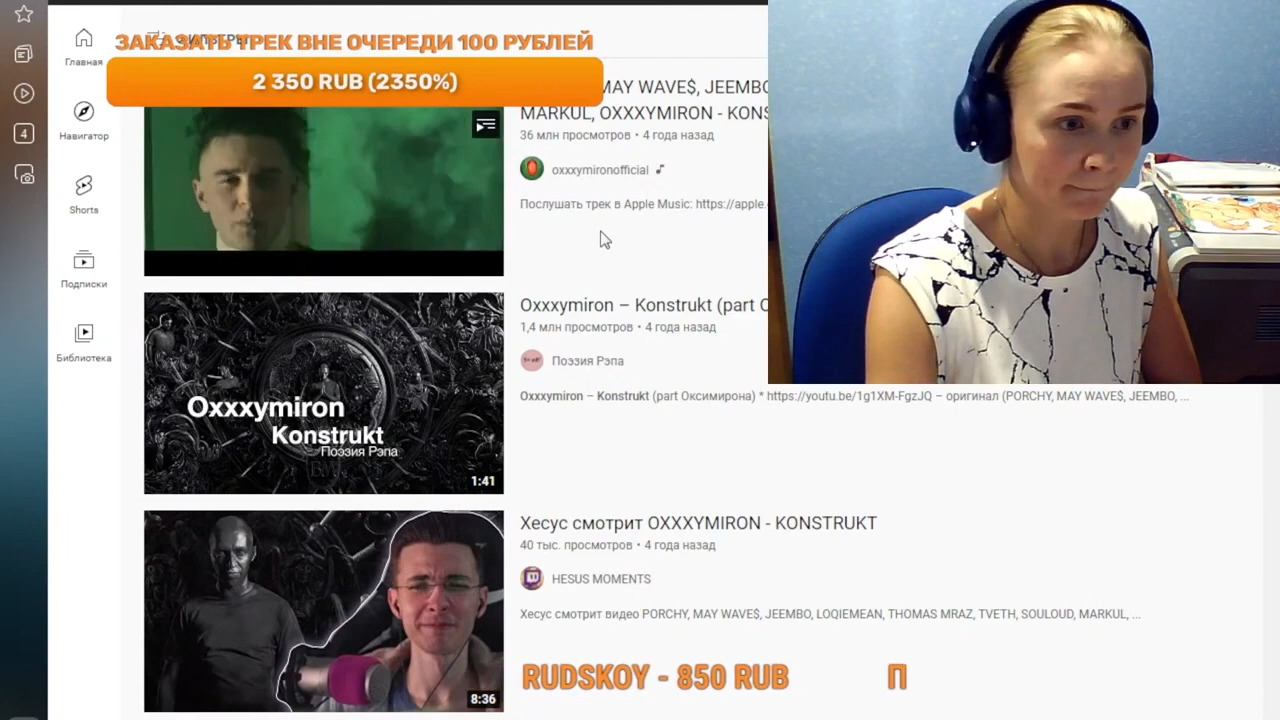 Главная
Навигатор
Shorts
Подписки
Библиотека
4
ЗАКАЗАТЬ ТРЕК ВНЕ ОЧЕРЕДИ 100 РУБЛЕЙ
2 350 RUB (2350%)
MAY WAVE$, JEEMBO
MARKUL, OXXXYMIRON - KONS
36 млн просмотров • 4 года назад
oxxxymironofficial
Послушать трек в Apple Music: https://apple.
Oxxxymiron
Konstrukt
Поэзия Рэпа
1:41
Oxxxymiron – Konstrukt (part О
1,4 млн просмотров • 4 года назад
Поэзия Рэпа
Oxxxymiron – Konstrukt (part Оксимирона) * https://youtu.be/1g1XM-FgzJQ – оригинал (PORCHY, MAY WAVE$, JEEMBO, ...
8:36
Хесус смотрит OXXXYMIRON - KONSTRUKT
40 тыс. просмотров • 4 года назад
HESUS MOMENTS
Хесус смотрит видео PORCHY, MAY WAVE$, JEEMBO, LOQIEMEAN, THOMAS MRAZ, TVETH, SOULOUD, MARKUL, ...
RUDSKOY - 850 RUB П